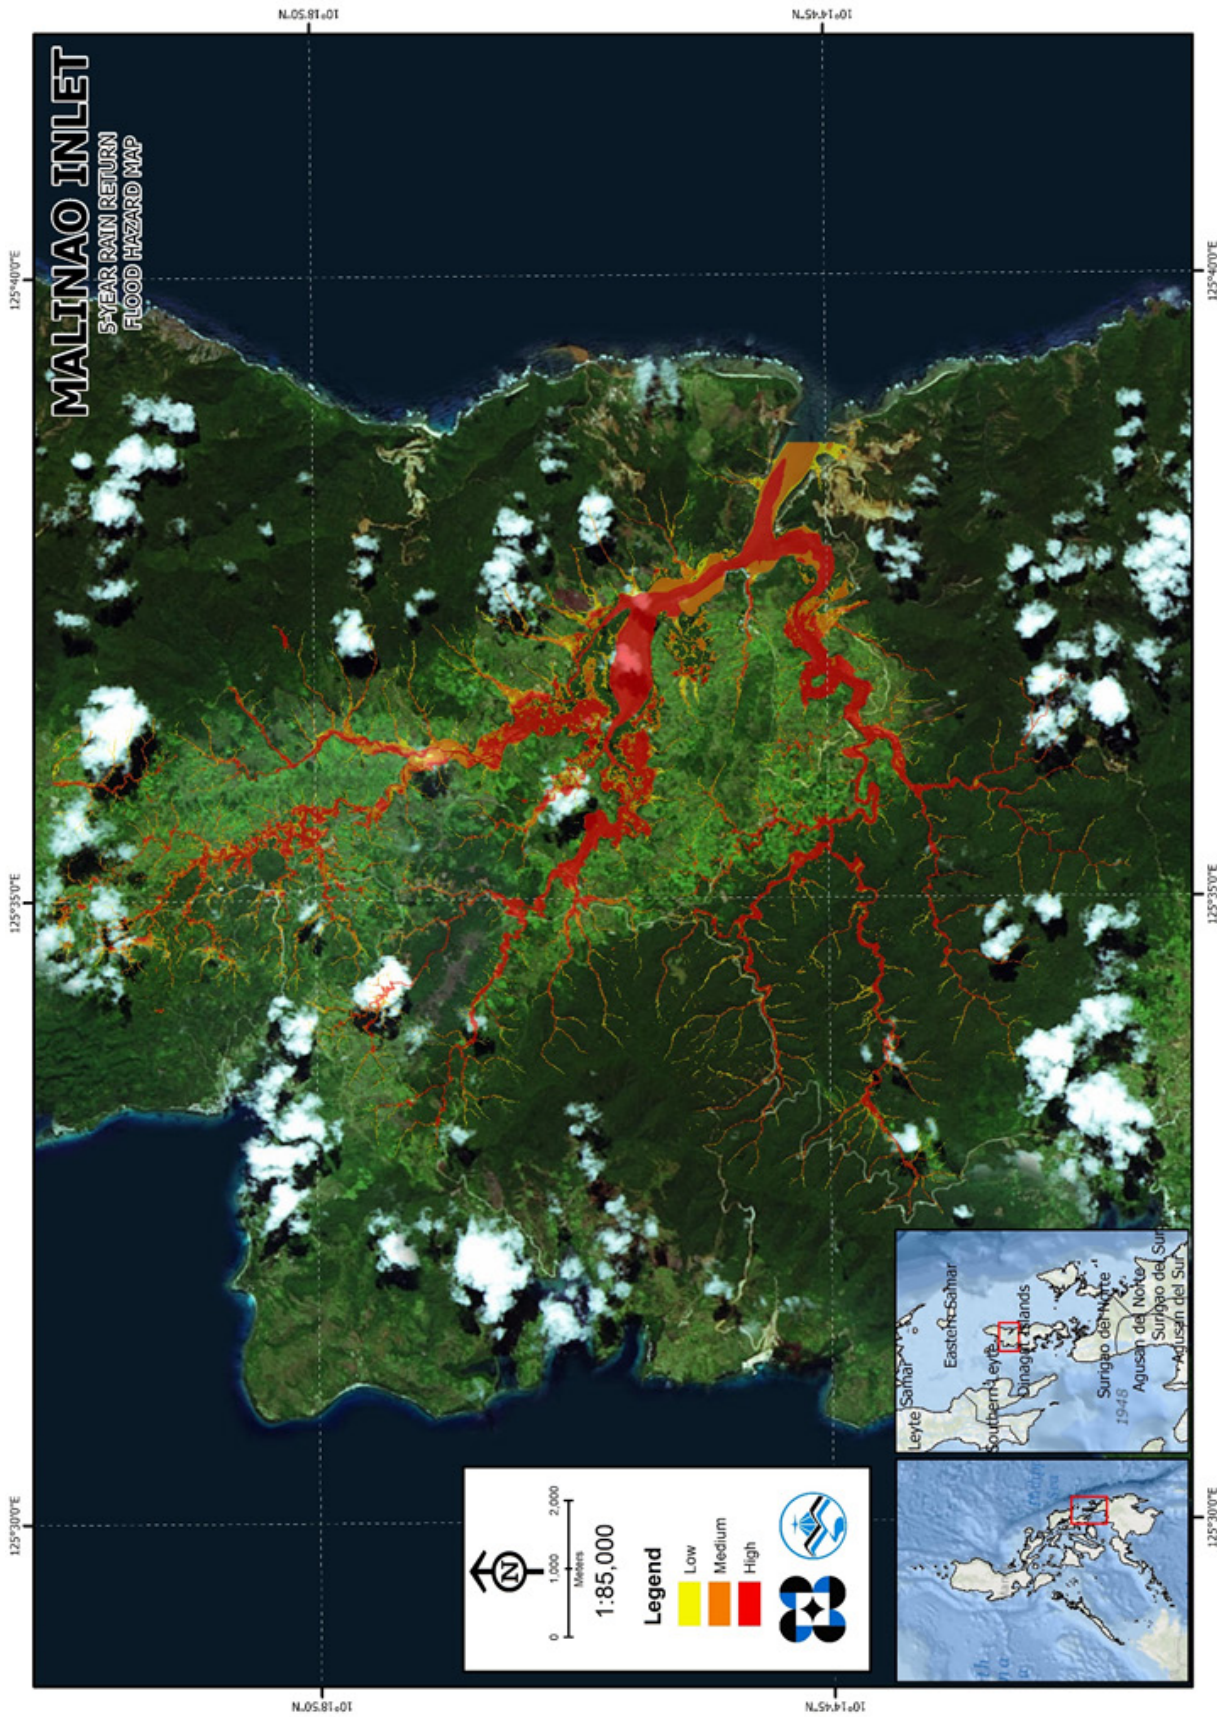 MALINAO INLET
5-YEAR RAIN RETURN
FLOOD HAZARD MAP
125°30'0"E
125°35'0"E
125°40'0"E
10°18'50"N
10°14'45"N
10°18'50"N
10°14'45"N
125°30'0"E
125°35'0"E
125°40'0"E
N
0
1,000
2,000
Meters
1:85,000
Legend
Low
Medium
High
Leyte
Samar
Eastern Samar
Southern Leyte
Dinagat Islands
Surigao del Norte
Agusan del Norte
Surigao del Sur
Agusan del Sur
1948